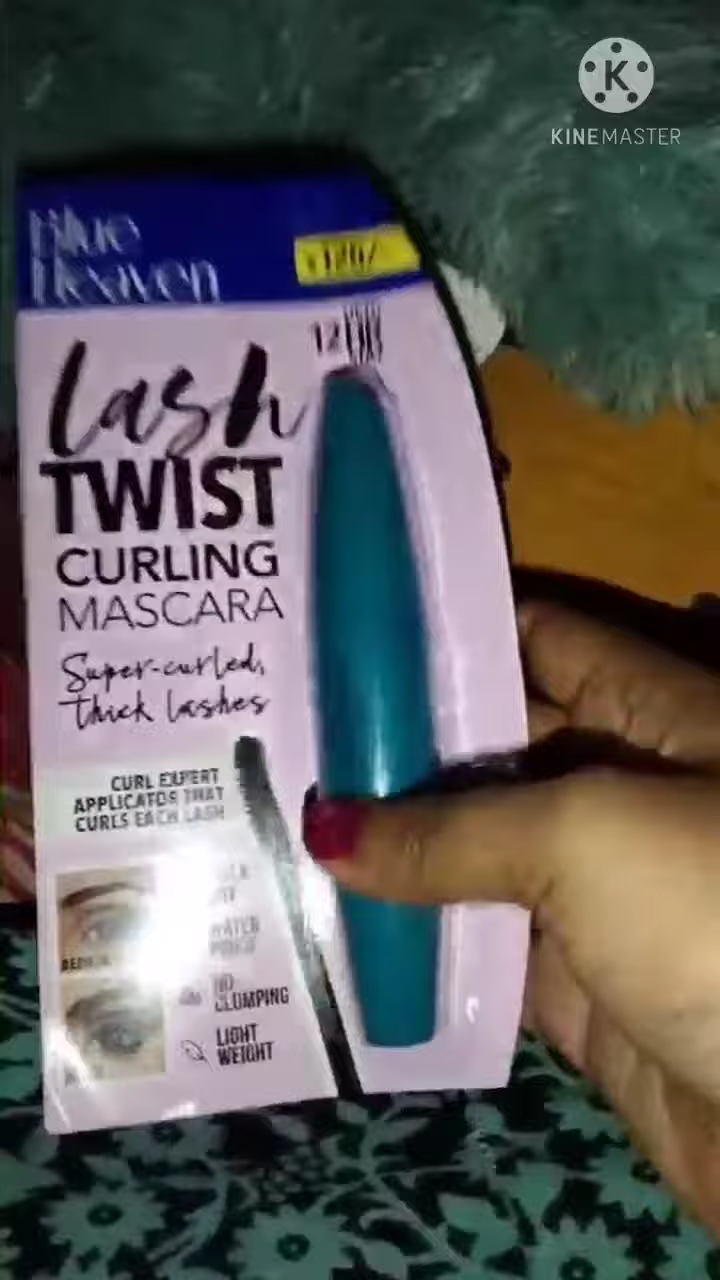 KINEMASTER
Blue
Heaven
lash
TWIST
CURLING
MASCARA
Super-curled,
thick lashes
CURL EXPERT
APPLICATOR THAT
CURLS EACH LASH
WATER
PROOF
NO
CLUMPING
LIGHT
WEIGHT